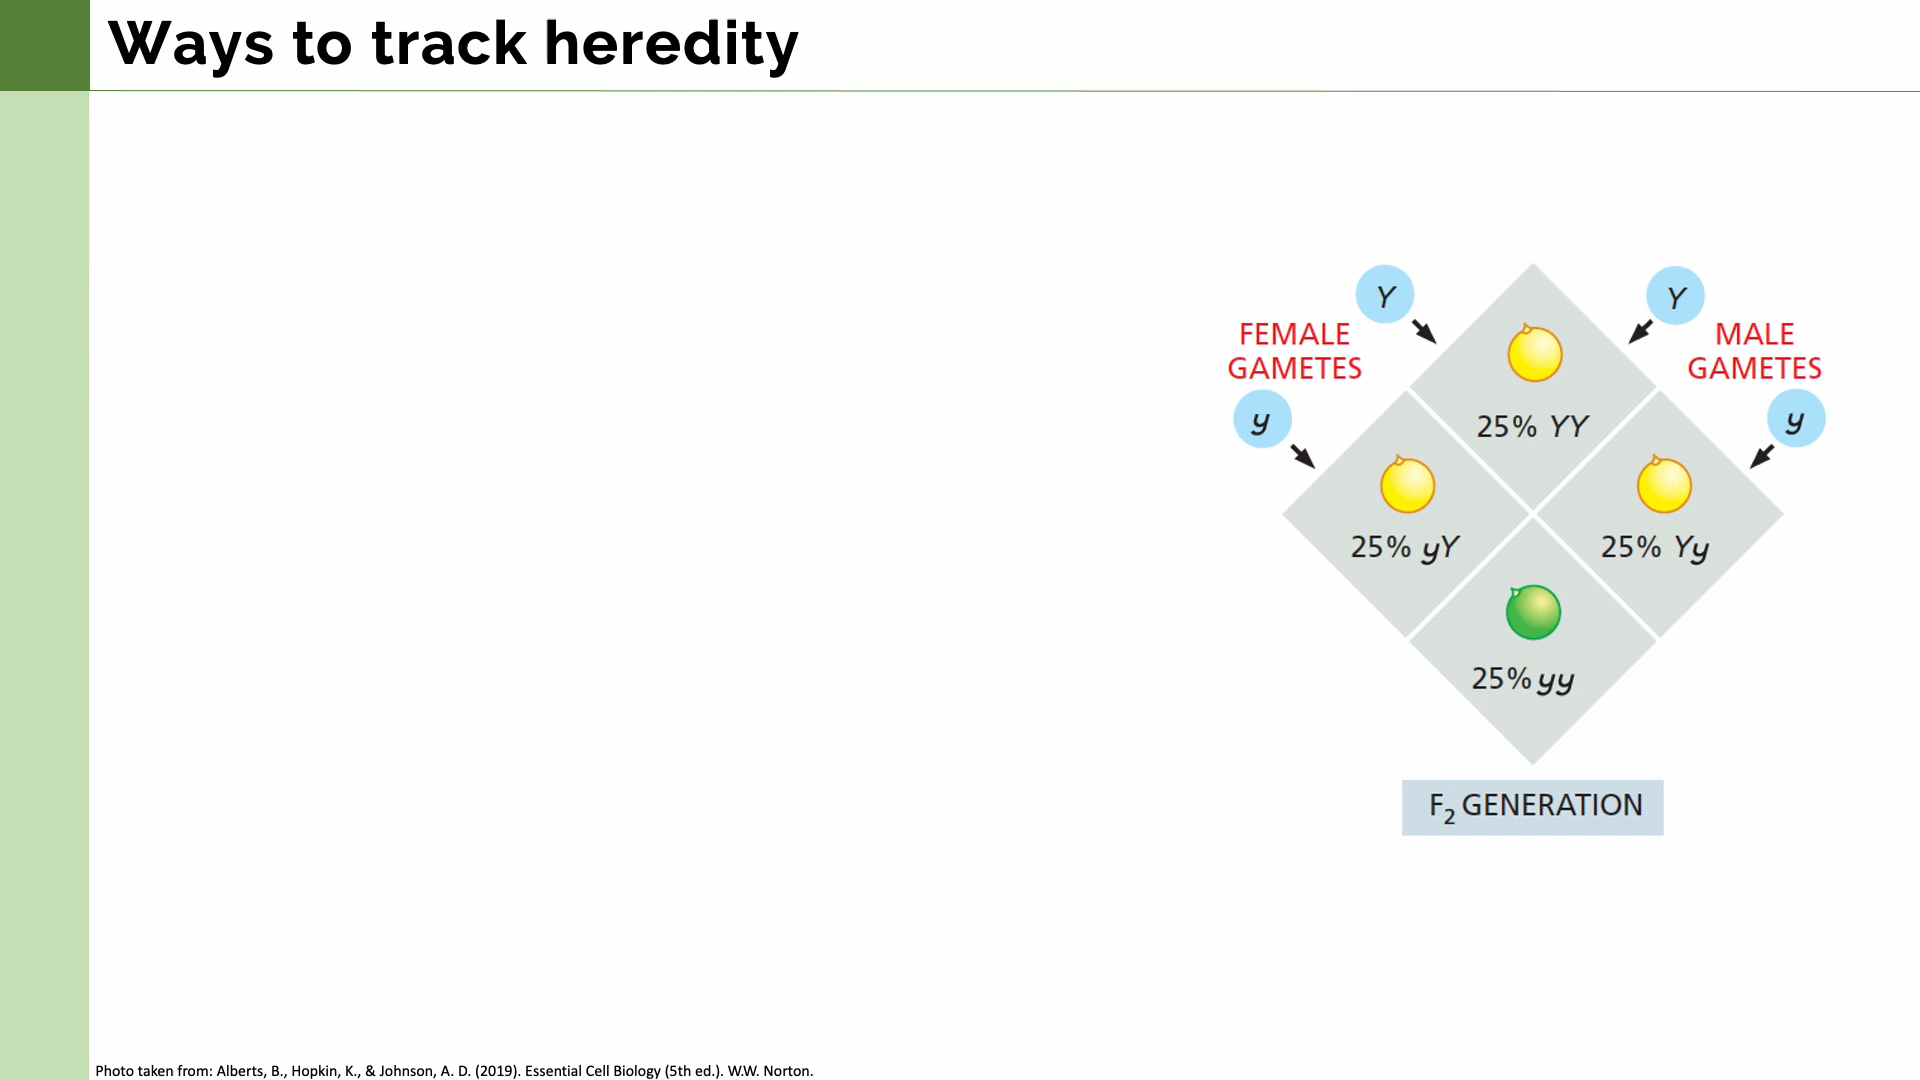 Ways to track heredity
Y
Y
FEMALE
GAMETES
MALE
GAMETES
y
y
25% YY
25% yY
25% Yy
25% yy
F₂ GENERATION
Photo taken from: Alberts, B., Hopkin, K., & Johnson, A. D. (2019). Essential Cell Biology (5th ed.). W.W. Norton.